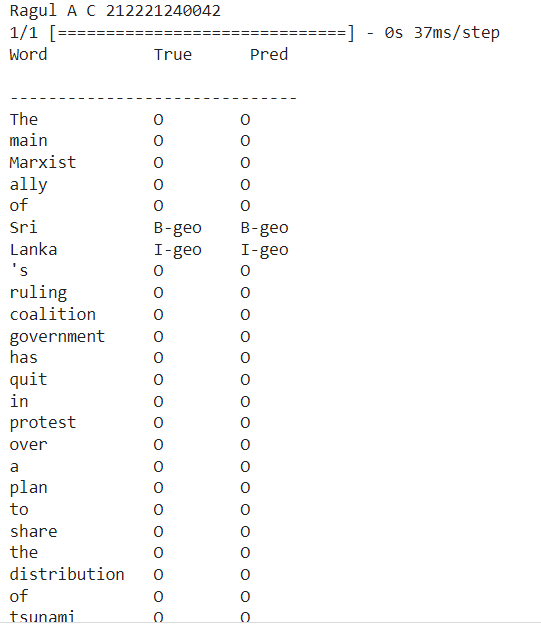 Ragul A C 212221240042
1/1 [==============================] - 0s 37ms/step
Word            True      Pred
------------------------------
The             O       O
main            O       O
Marxist         O       O
ally            O       O
of              O       O
Sri             B-geo   B-geo
Lanka           I-geo   I-geo
's              O       O
ruling          O       O
coalition       O       O
government      O       O
has             O       O
quit            O       O
in              O       O
protest         O       O
over            O       O
a               O       O
plan            O       O
to              O       O
share           O       O
the             O       O
distribution    O       O
of              O       O
tsunami         O       O